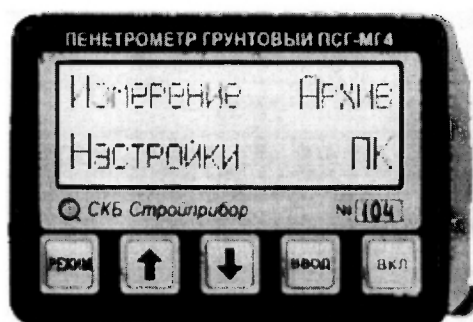 ПЕНЕТРОМЕТР ГРУНТОВЫЙ ПСГ-МГ4
Измерение Архив
Настройки ПК
СКБ Стройприбор № 104
РЕЖИМ ВВОД ВКЛ